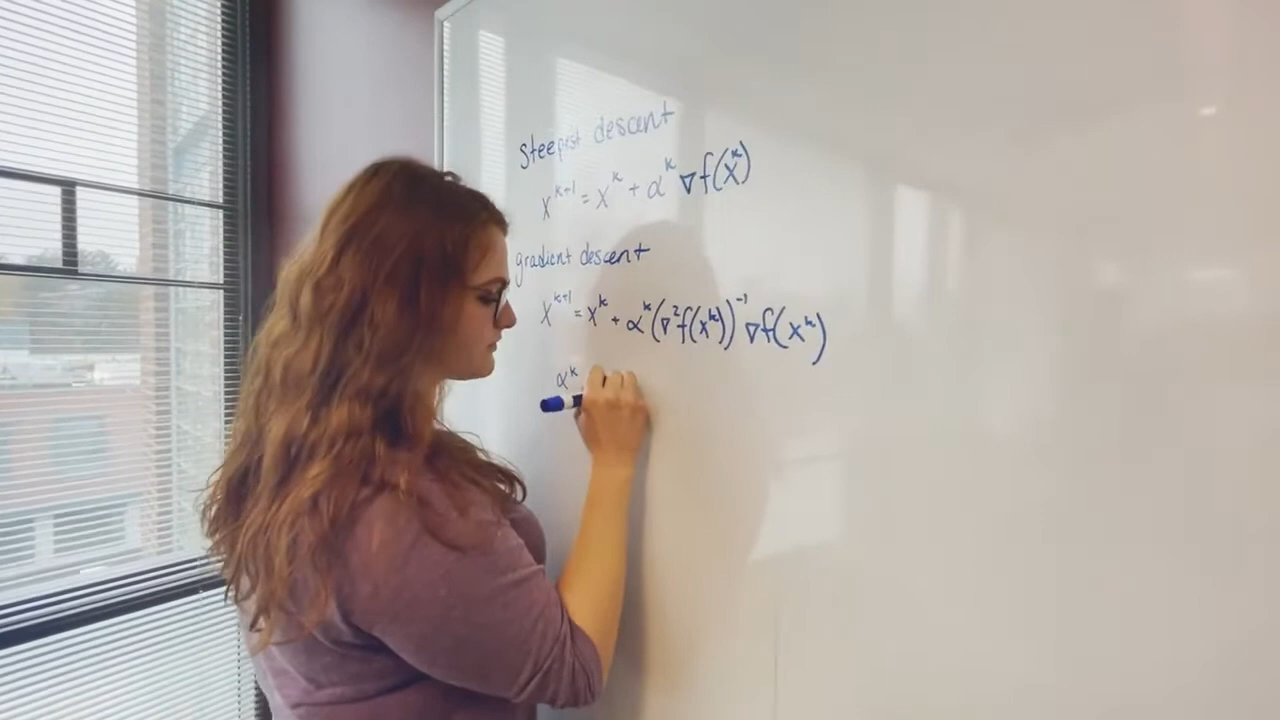 steepest descent
x^{k+1} = x^k + α^k ∇f(x^k)
gradient descent
x^{k+1} = x^k + α^k (∇²f(x^k))^{-1} ∇f(x^k)
α^k